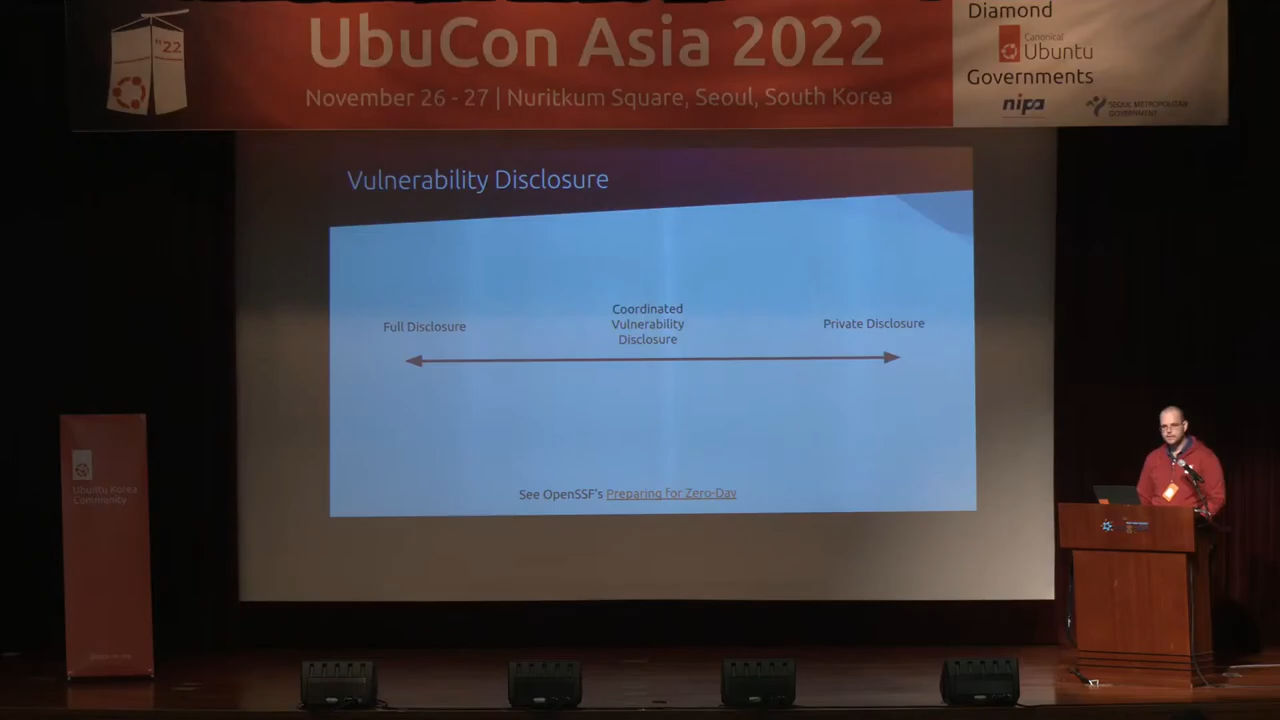 UbuCon Asia 2022
November 26 - 27 | Nuritkum Square, Seoul, South Korea
'22
Diamond
Canonical
Ubuntu
Governments
nipa
SEOUL METROPOLITAN
GOVERNMENT
Vulnerability Disclosure
Full Disclosure
Coordinated
Vulnerability
Disclosure
Private Disclosure
See OpenSSF's Preparing for Zero-Day
Ubuntu Korea
Community